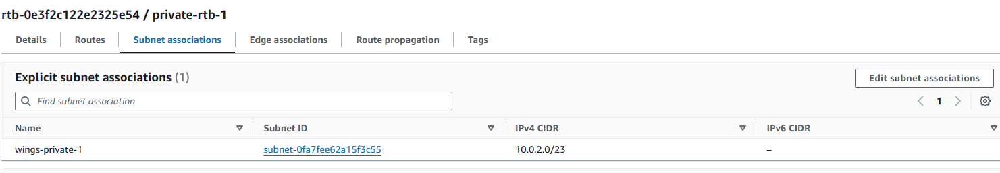 rtb-0e3f2c122e2325e54 / private-rtb-1
Details Routes Subnet associations Edge associations Route propagation Tags
Explicit subnet associations (1) Edit subnet associations
Find subnet association 1
Name Subnet ID IPv4 CIDR IPv6 CIDR
wings-private-1 subnet-0fa7fee62a15f3c55 10.0.2.0/23 –